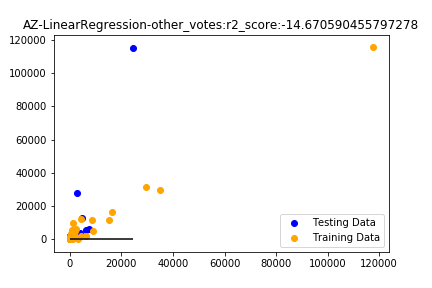 AZ-LinearRegression-other_votes:r2_score:-14.670590455797278
120000
100000
80000
60000
40000
20000
0
0 20000 40000 60000 80000 100000 120000
Testing Data
Training Data